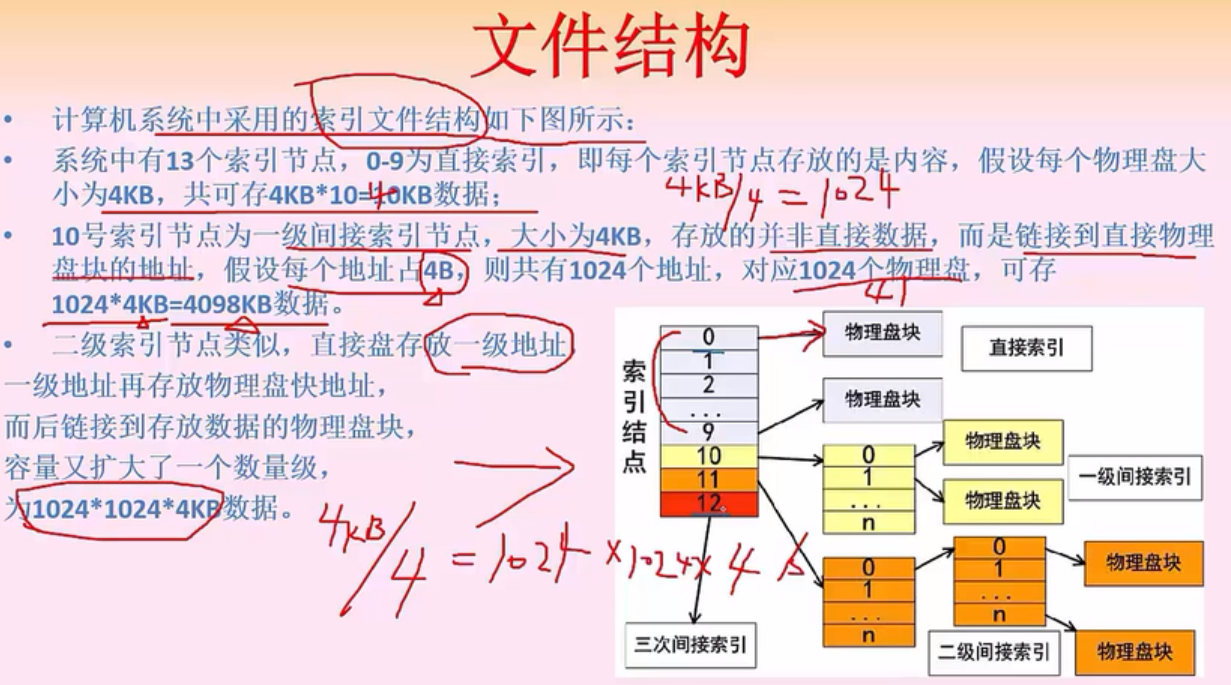 文件结构
• 计算机系统中采用的索引文件结构如下图所示：
• 系统中有13个索引节点，0-9为直接索引，即每个索引节点存放的是内容，假设每个物理盘大
小为4KB，共可存4KB*10=40KB数据；
4KB/4=1024
• 10号索引节点为一级间接索引节点，大小为4KB，存放的并非直接数据，而是链接到直接物理
盘块的地址，假设每个地址占4B，则共有1024个地址，对应1024个物理盘，可存
1024*4KB=4098KB数据。
• 二级索引节点类似，直接盘存放一级地址
一级地址再存放物理盘快地址，
而后链接到存放数据的物理盘块，
容量又扩大了一个数量级，
为1024*1024*4KB数据。
4KB/4=1024×1024×4
索引结点
0
1
2
...
9
10
11
12
物理盘块
直接索引
物理盘块
0
1
...
n
物理盘块
物理盘块
一级间接索引
0
1
...
n
0
1
...
n
物理盘块
物理盘块
二级间接索引
三次间接索引